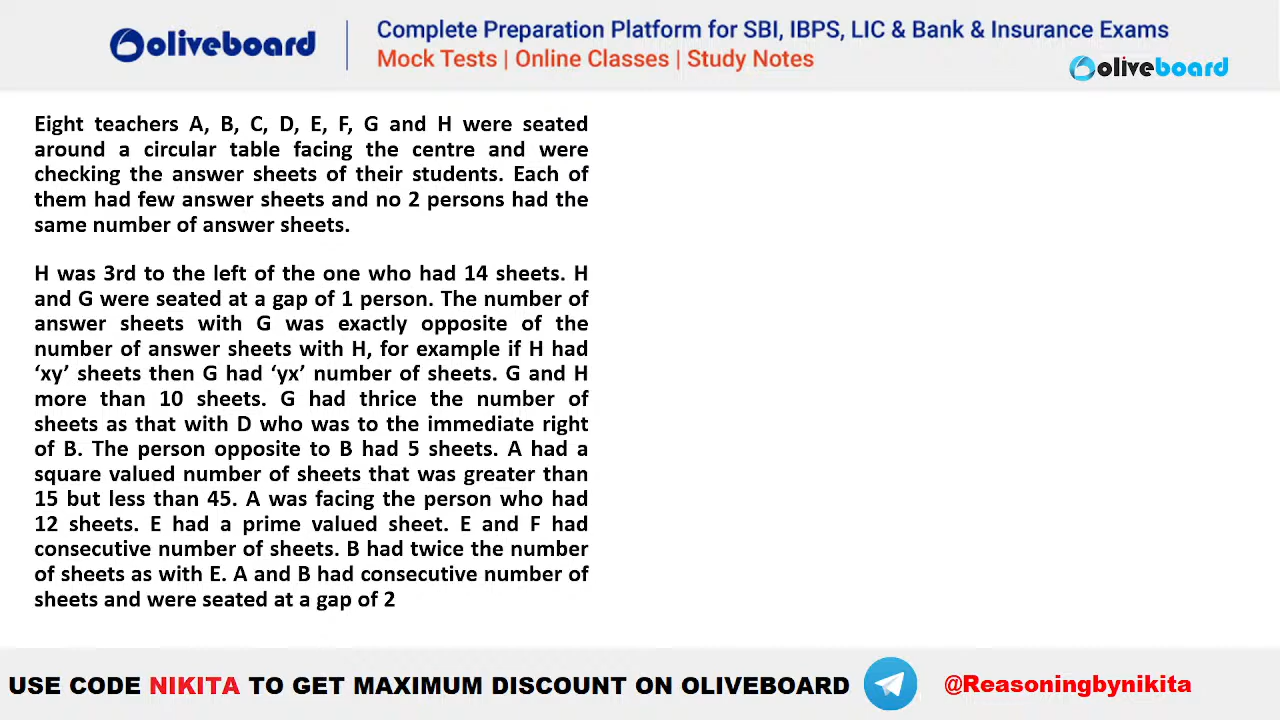 oliveboard
Complete Preparation Platform for SBI, IBPS, LIC & Bank & Insurance Exams
Mock Tests | Online Classes | Study Notes
oliveboard
Eight teachers A, B, C, D, E, F, G and H were seated
around a circular table facing the centre and were
checking the answer sheets of their students. Each of
them had few answer sheets and no 2 persons had the
same number of answer sheets.
H was 3rd to the left of the one who had 14 sheets. H
and G were seated at a gap of 1 person. The number of
answer sheets with G was exactly opposite of the
number of answer sheets with H, for example if H had
‘xy’ sheets then G had ‘yx’ number of sheets. G and H
more than 10 sheets. G had thrice the number of
sheets as that with D who was to the immediate right
of B. The person opposite to B had 5 sheets. A had a
square valued number of sheets that was greater than
15 but less than 45. A was facing the person who had
12 sheets. E had a prime valued sheet. E and F had
consecutive number of sheets. B had twice the number
of sheets as with E. A and B had consecutive number of
sheets and were seated at a gap of 2
USE CODE NIKITA TO GET MAXIMUM DISCOUNT ON OLIVEBOARD
@Reasoningbynikita